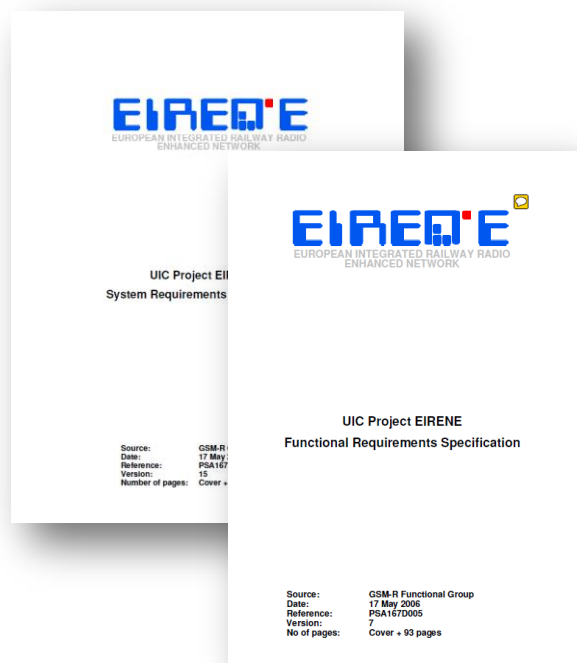 EIRENE
EUROPEAN INTEGRATED RAILWAY RADIO
ENHANCED NETWORK
UIC Project
System Requirements
Source: GSM-R
Date: 17 May
Reference: PSA167
Version: 15
Number of pages: Cover +
EIRENE
EUROPEAN INTEGRATED RAILWAY RADIO
ENHANCED NETWORK
UIC Project EIRENE
Functional Requirements Specification
Source: GSM-R Functional Group
Date: 17 May 2006
Reference: PSA167D005
Version: 7
No of pages: Cover + 93 pages